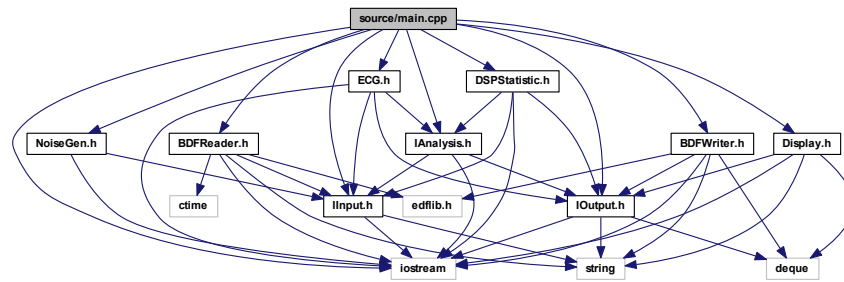 source/main.cpp
ECG.h
DSPStatistic.h
NoiseGen.h
BDFReader.h
IAnalysis.h
BDFWriter.h
Display.h
ctime
IInput.h
edflib.h
IOutput.h
iostream
string
deque